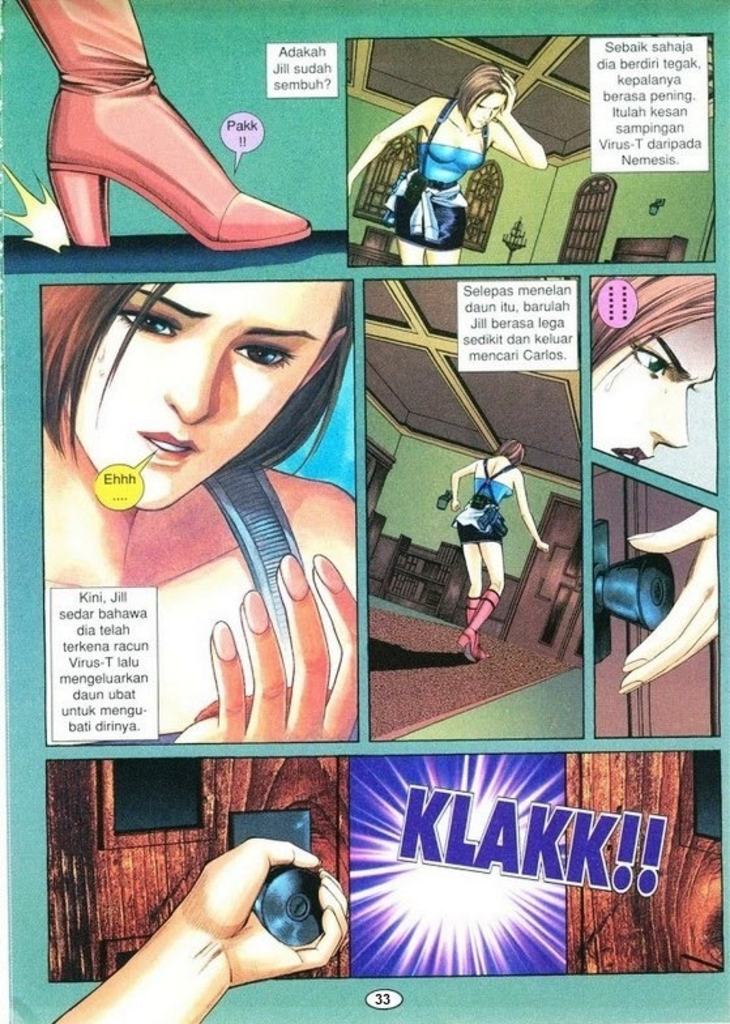 Adakah
Jill sudah
sembuh?
Pakk
!!
Sebaik sahaja
dia berdiri tegak,
kepalanya
berasa pening.
Itulah kesan
sampingan
Virus-T daripada
Nemesis.
Ehhh
....
Kini, Jill
sedar bahawa
dia telah
terkena racun
Virus-T lalu
mengeluarkan
daun ubat
untuk mengu-
bati dirinya.
Selepas menelan
daun itu, barulah
Jill berasa lega
sedikit dan keluar
mencari Carlos.
KLAKK!!
33